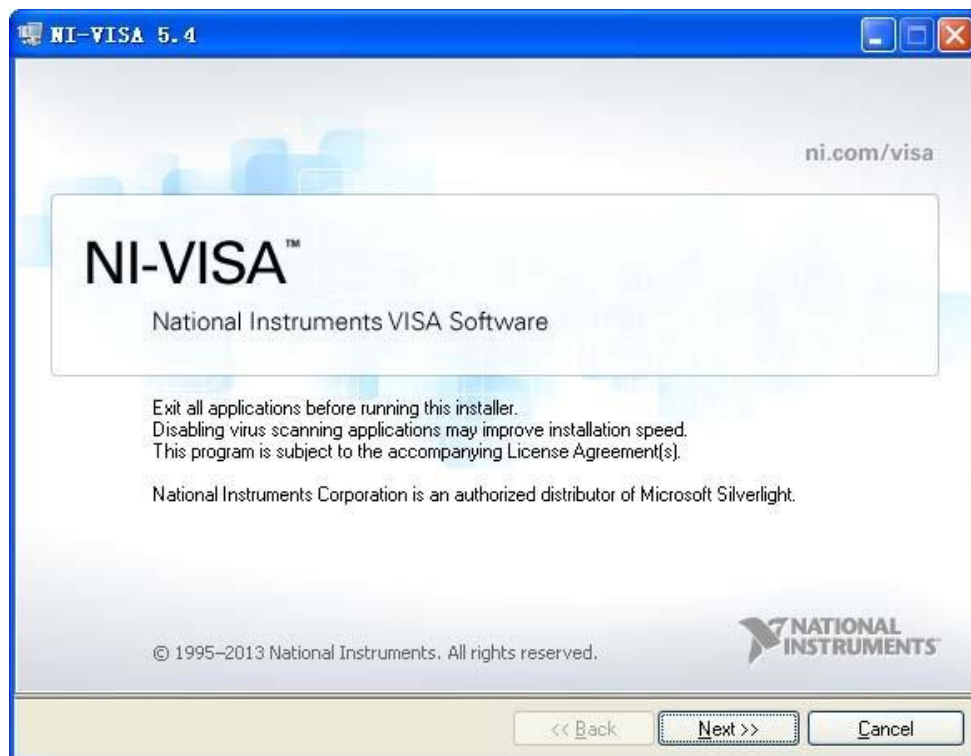 NI-VISA 5.4
ni.com/visa
NI-VISA™
National Instruments VISA Software
Exit all applications before running this installer.
Disabling virus scanning applications may improve installation speed.
This program is subject to the accompanying License Agreement(s).
National Instruments Corporation is an authorized distributor of Microsoft Silverlight.
© 1995–2013 National Instruments. All rights reserved.
NATIONAL
INSTRUMENTS
<< Back
Next >>
Cancel